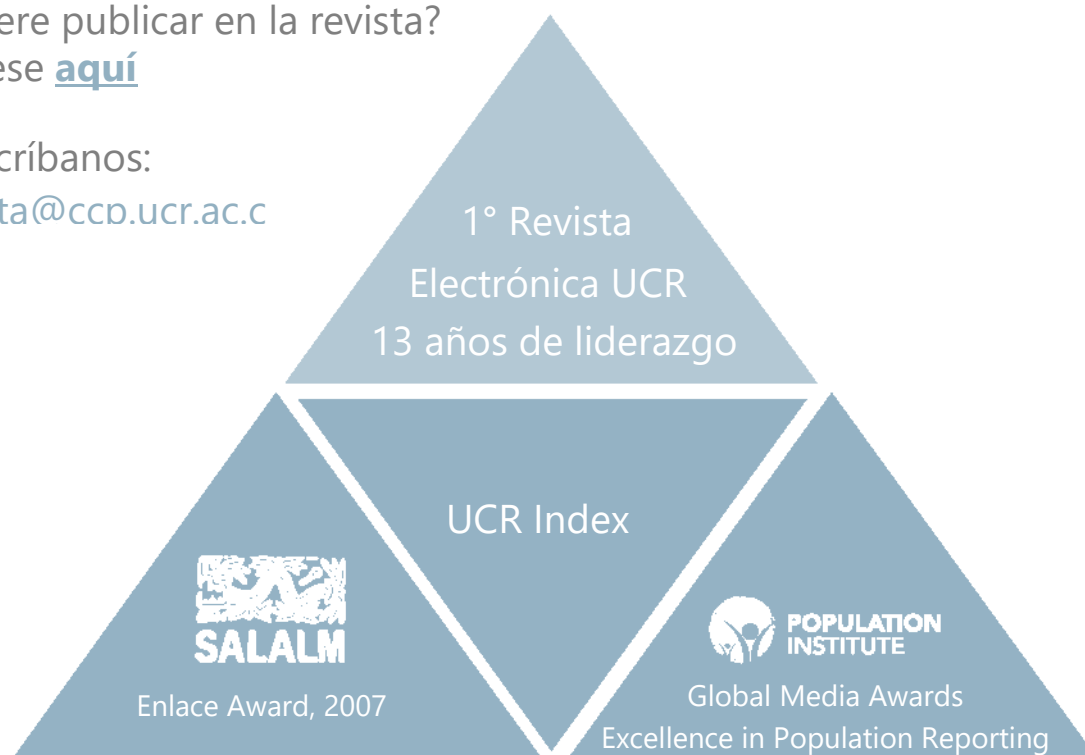 ere publicar en la revista?
ese aquí
críbanos:
ta@ccp.ucr.ac.c
1° Revista
Electrónica UCR
13 años de liderazgo
UCR Index
SALALM
Enlace Award, 2007
POPULATION
INSTITUTE
Global Media Awards
Excellence in Population Reporting